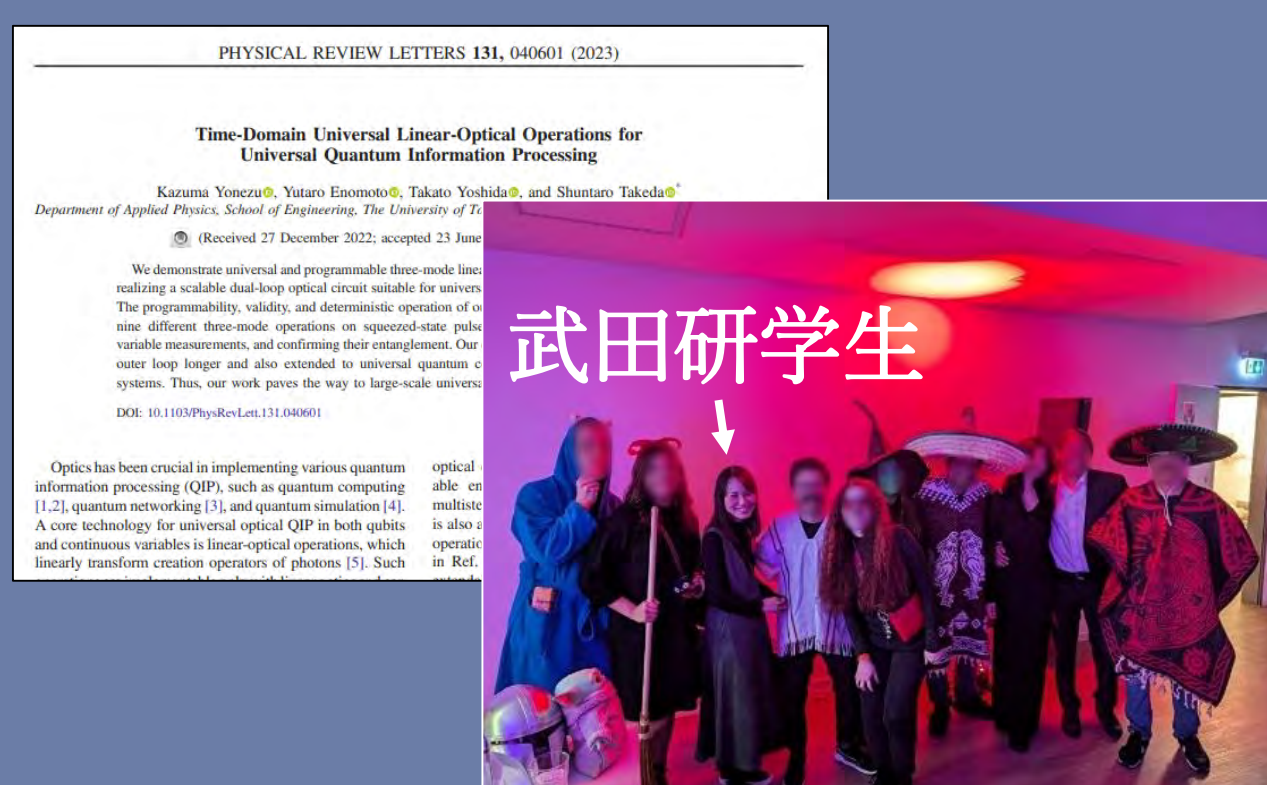 PHYSICAL REVIEW LETTERS 131, 040601 (2023)
Time-Domain Universal Linear-Optical Operations for
Universal Quantum Information Processing
Kazuma Yonezu, Yutaro Enomoto, Takato Yoshida, and Shuntaro Takeda*
Department of Applied Physics, School of Engineering, The University of
(Received 27 December 2022; accepted 23 June
We demonstrate universal and programmable three-mode
realizing a scalable dual-loop optical circuit suitable for
The programmability, validity, and deterministic operation of
nine different three-mode operations on squeezed-state
variable measurements, and confirming their entanglement. Our
outer loop longer and also extended to universal quantum
systems. Thus, our work paves the way to large-scale
DOI: 10.1103/PhysRevLett.131.040601
Optics has been crucial in implementing various quantum
information processing (QIP), such as quantum computing
[1,2], quantum networking [3], and quantum simulation [4].
A core technology for universal optical QIP in both qubits
and continuous variables is linear-optical operations, which
linearly transform creation operators of photons [5]. Such
optical
able
is also
in Ref.
武田研学生